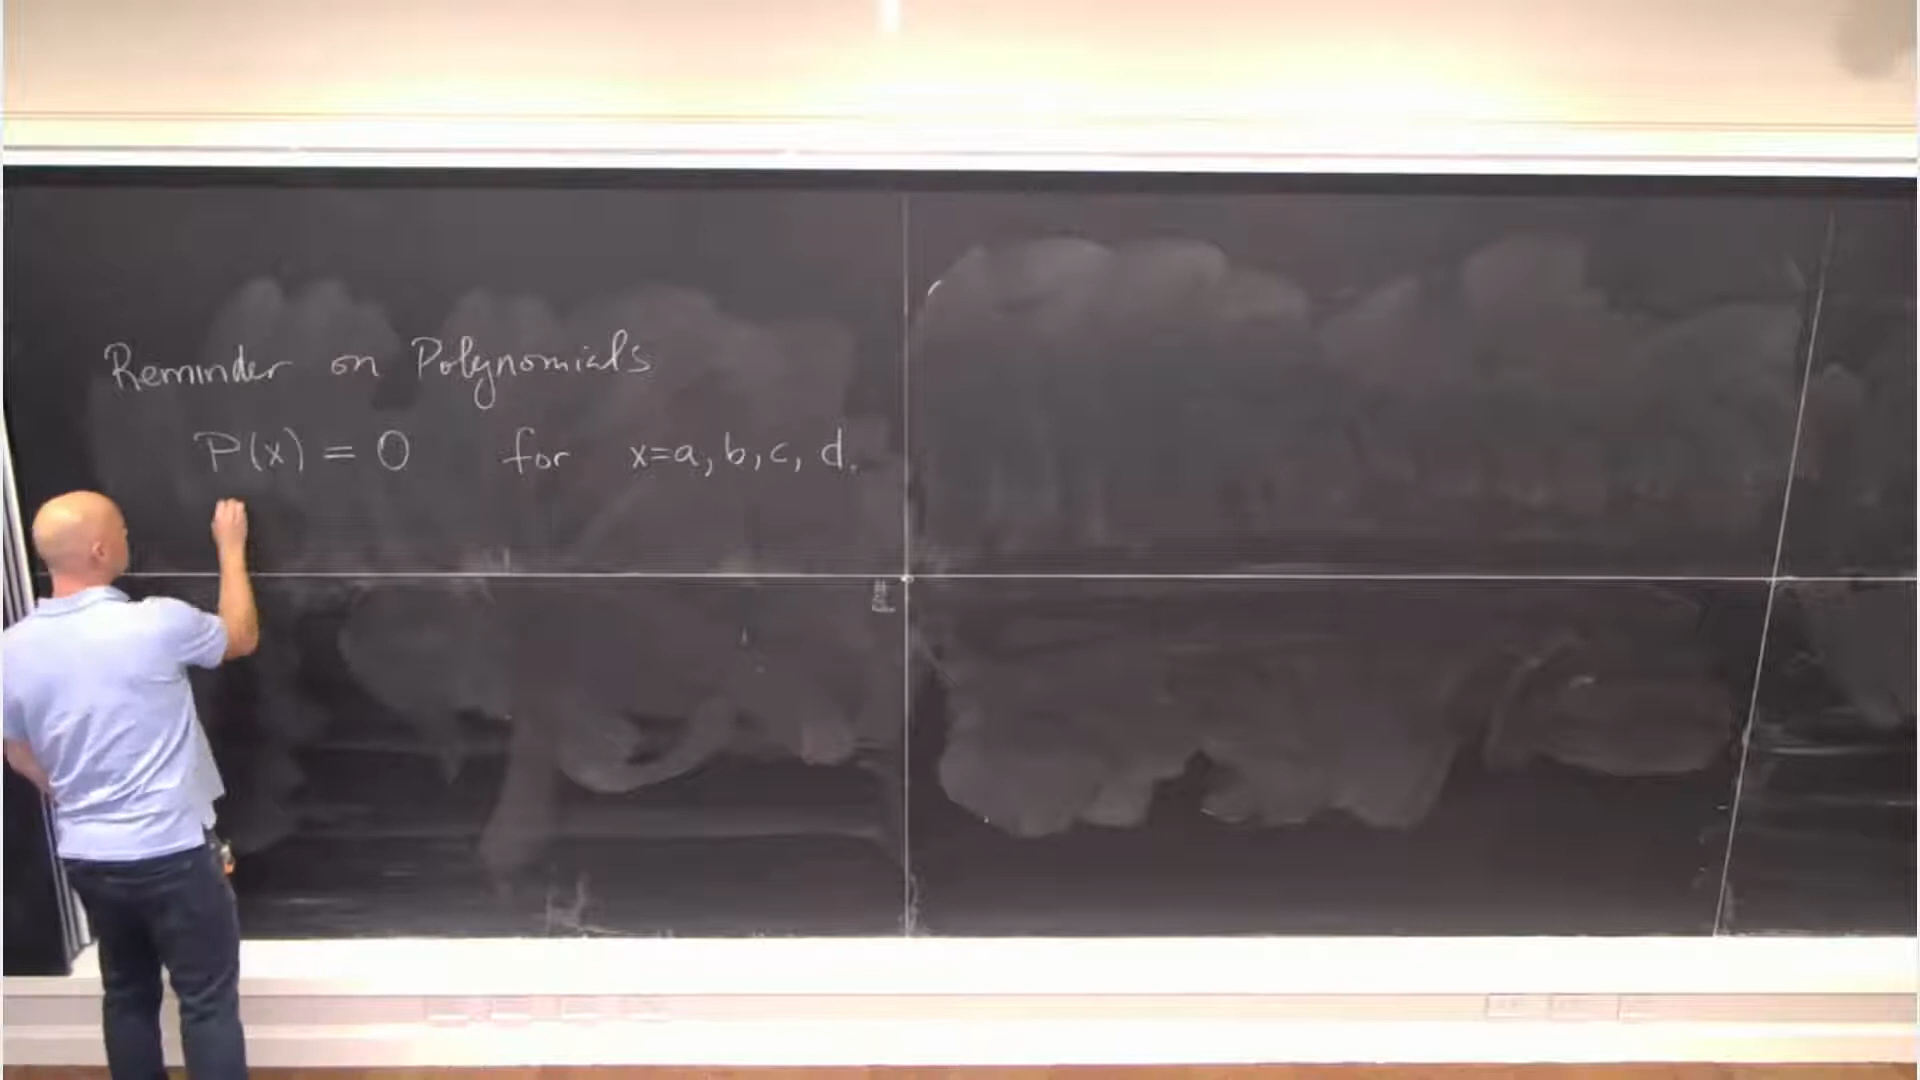 Reminder on Polynomials
P(x) = 0 for x=a, b, c, d.